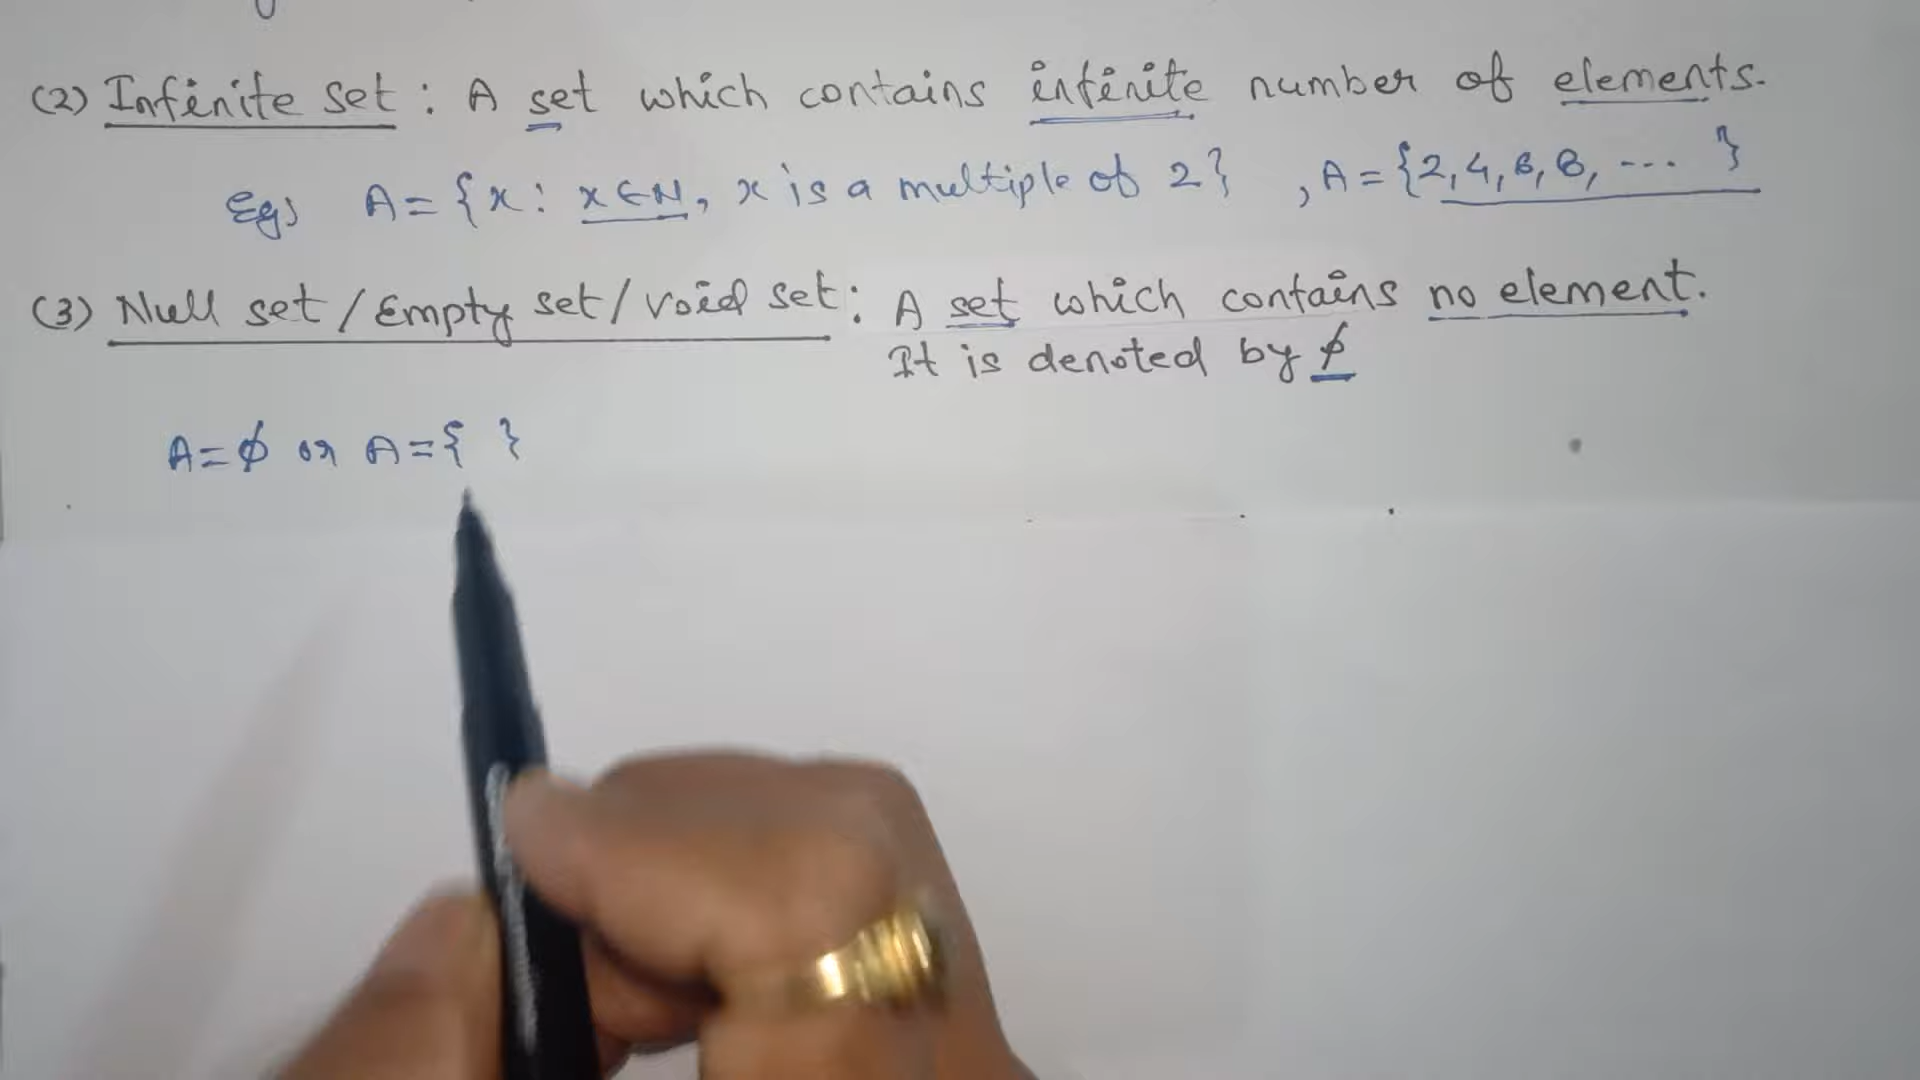 (2) Infinite set : A set which contains infinite number of elements.
Eg; A = {x : x∈N, x is a multiple of 2} , A = {2, 4, 6, 8, --- }
(3) Null set / Empty set / void set : A set which contains no element.
It is denoted by ϕ
A = ϕ or A = { }